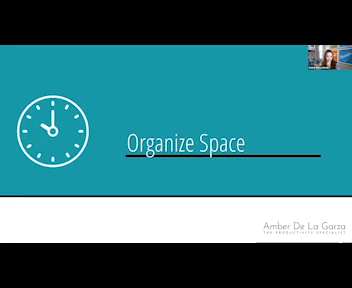 Organize Space
Amber De La Garza
THE PRODUCTIVITY SPECIALIST